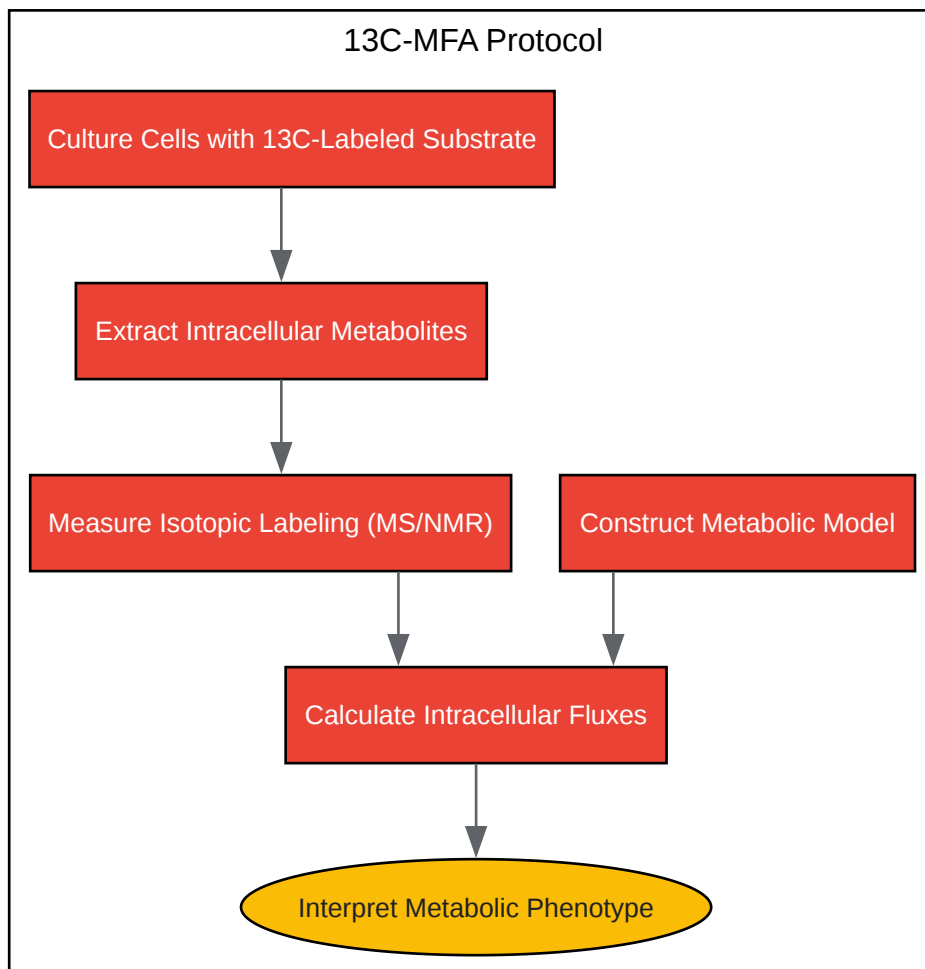 13C-MFA Protocol
Culture Cells with 13C-Labeled Substrate
Extract Intracellular Metabolites
Measure Isotopic Labeling (MS/NMR)
Construct Metabolic Model
Calculate Intracellular Fluxes
Interpret Metabolic Phenotype